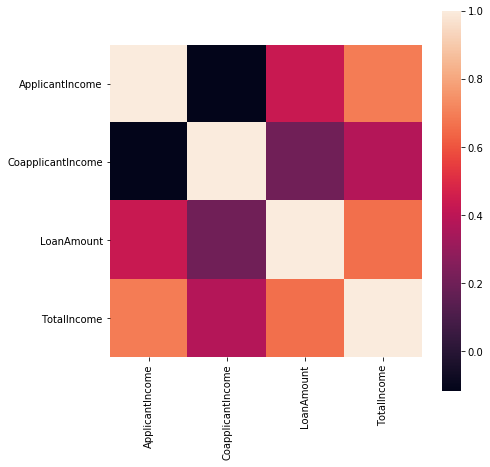 ApplicantIncome
CoapplicantIncome
LoanAmount
TotalIncome
ApplicantIncome
CoapplicantIncome
LoanAmount
TotalIncome
1.0
0.8
0.6
0.4
0.2
0.0